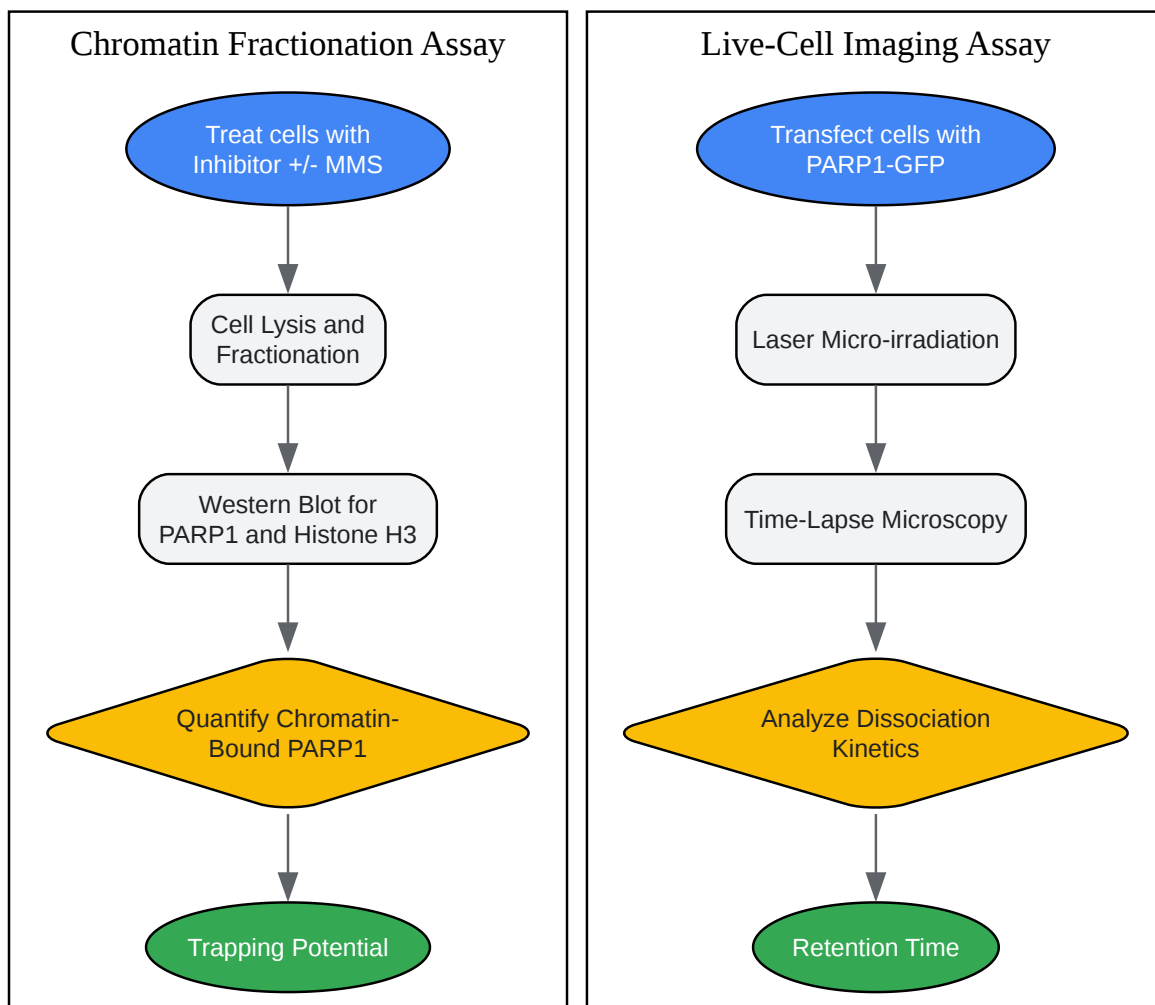 Chromatin Fractionation Assay
Treat cells with
Inhibitor +/- MMS
Cell Lysis and
Fractionation
Western Blot for
PARP1 and Histone H3
Quantify Chromatin-
Bound PARP1
Trapping Potential
Live-Cell Imaging Assay
Transfect cells with
PARP1-GFP
Laser Micro-irradiation
Time-Lapse Microscopy
Analyze Dissociation
Kinetics
Retention Time